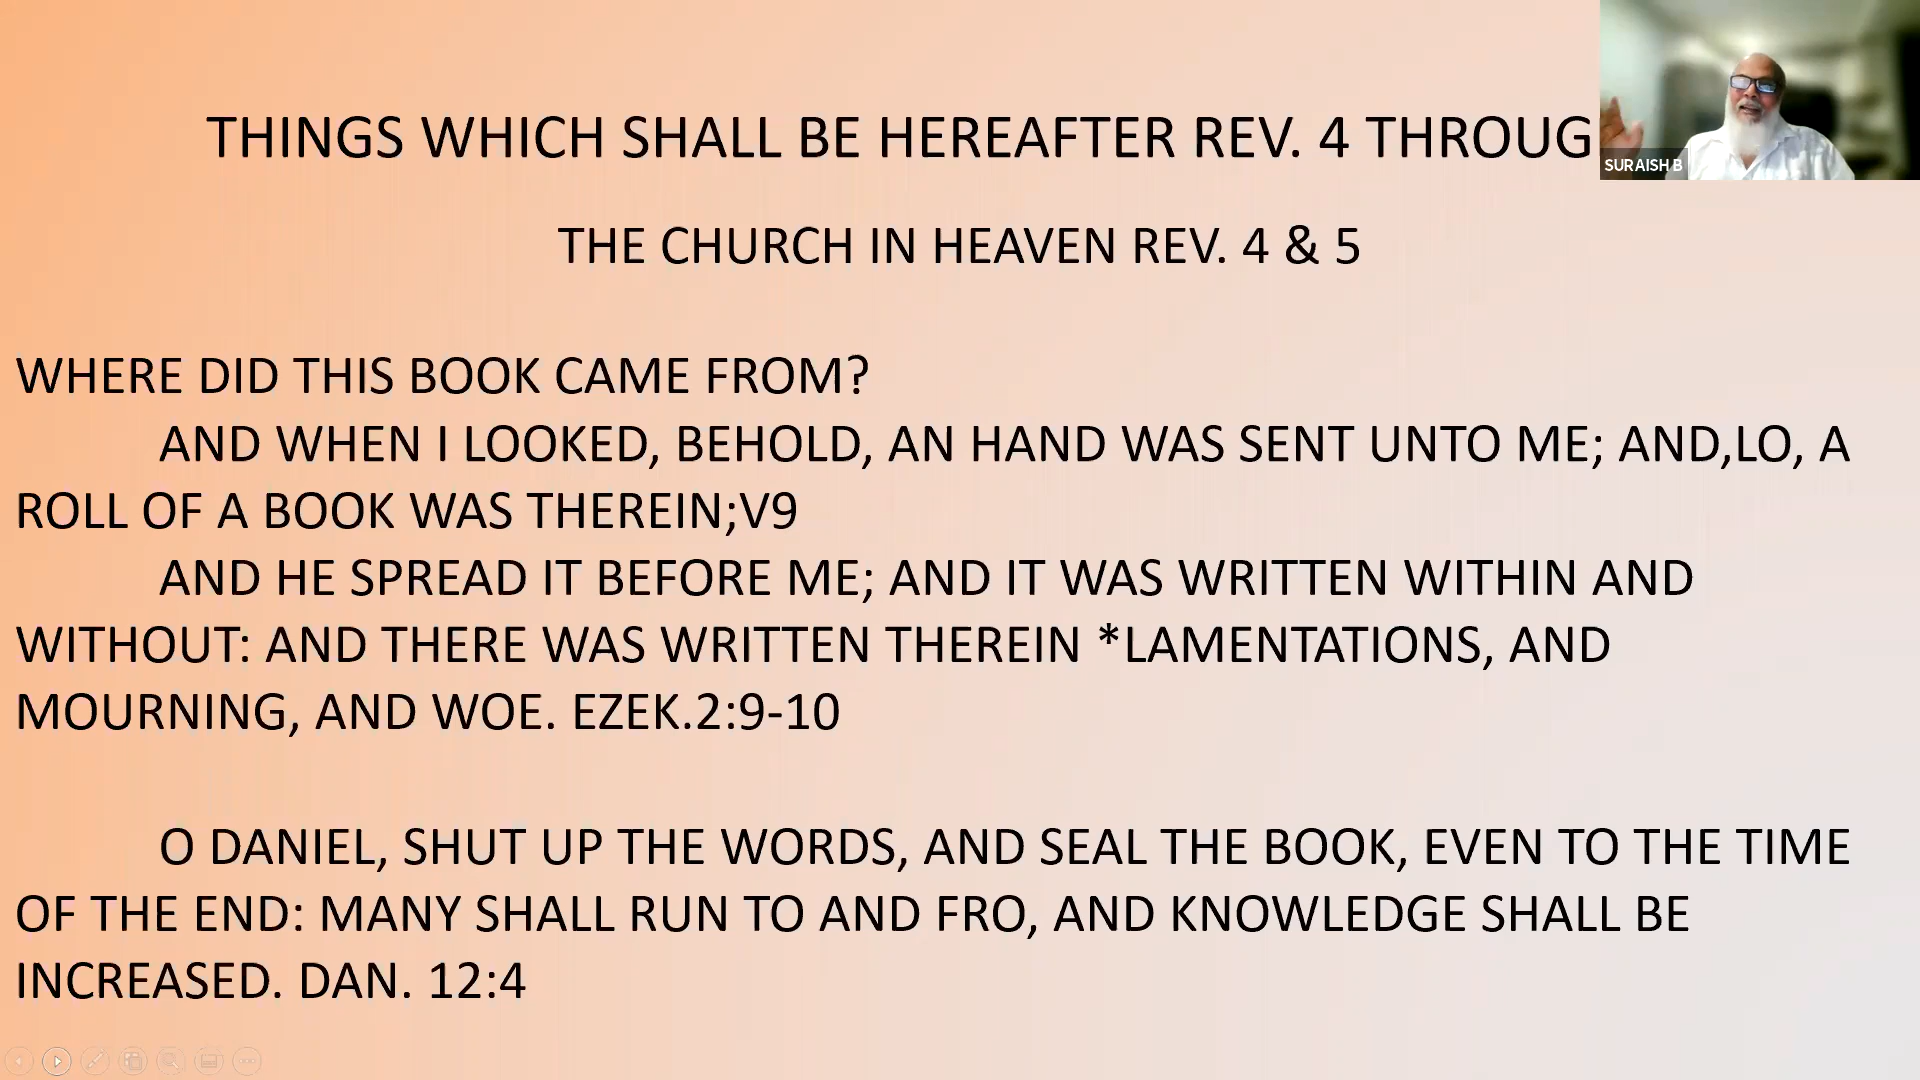 THINGS WHICH SHALL BE HEREAFTER REV. 4 THROUG
SURAISH B
THE CHURCH IN HEAVEN REV. 4 & 5
WHERE DID THIS BOOK CAME FROM?
AND WHEN I LOOKED, BEHOLD, AN HAND WAS SENT UNTO ME; AND,LO, A
ROLL OF A BOOK WAS THEREIN;V9
AND HE SPREAD IT BEFORE ME; AND IT WAS WRITTEN WITHIN AND
WITHOUT: AND THERE WAS WRITTEN THEREIN *LAMENTATIONS, AND
MOURNING, AND WOE. EZEK.2:9-10
O DANIEL, SHUT UP THE WORDS, AND SEAL THE BOOK, EVEN TO THE TIME
OF THE END: MANY SHALL RUN TO AND FRO, AND KNOWLEDGE SHALL BE
INCREASED. DAN. 12:4